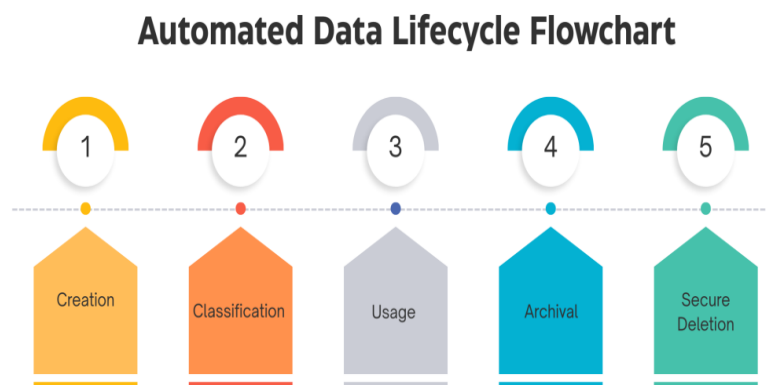 Automated Data Lifecycle Flowchart
1
2
3
4
5
Creation
Classification
Usage
Archival
Secure
Deletion